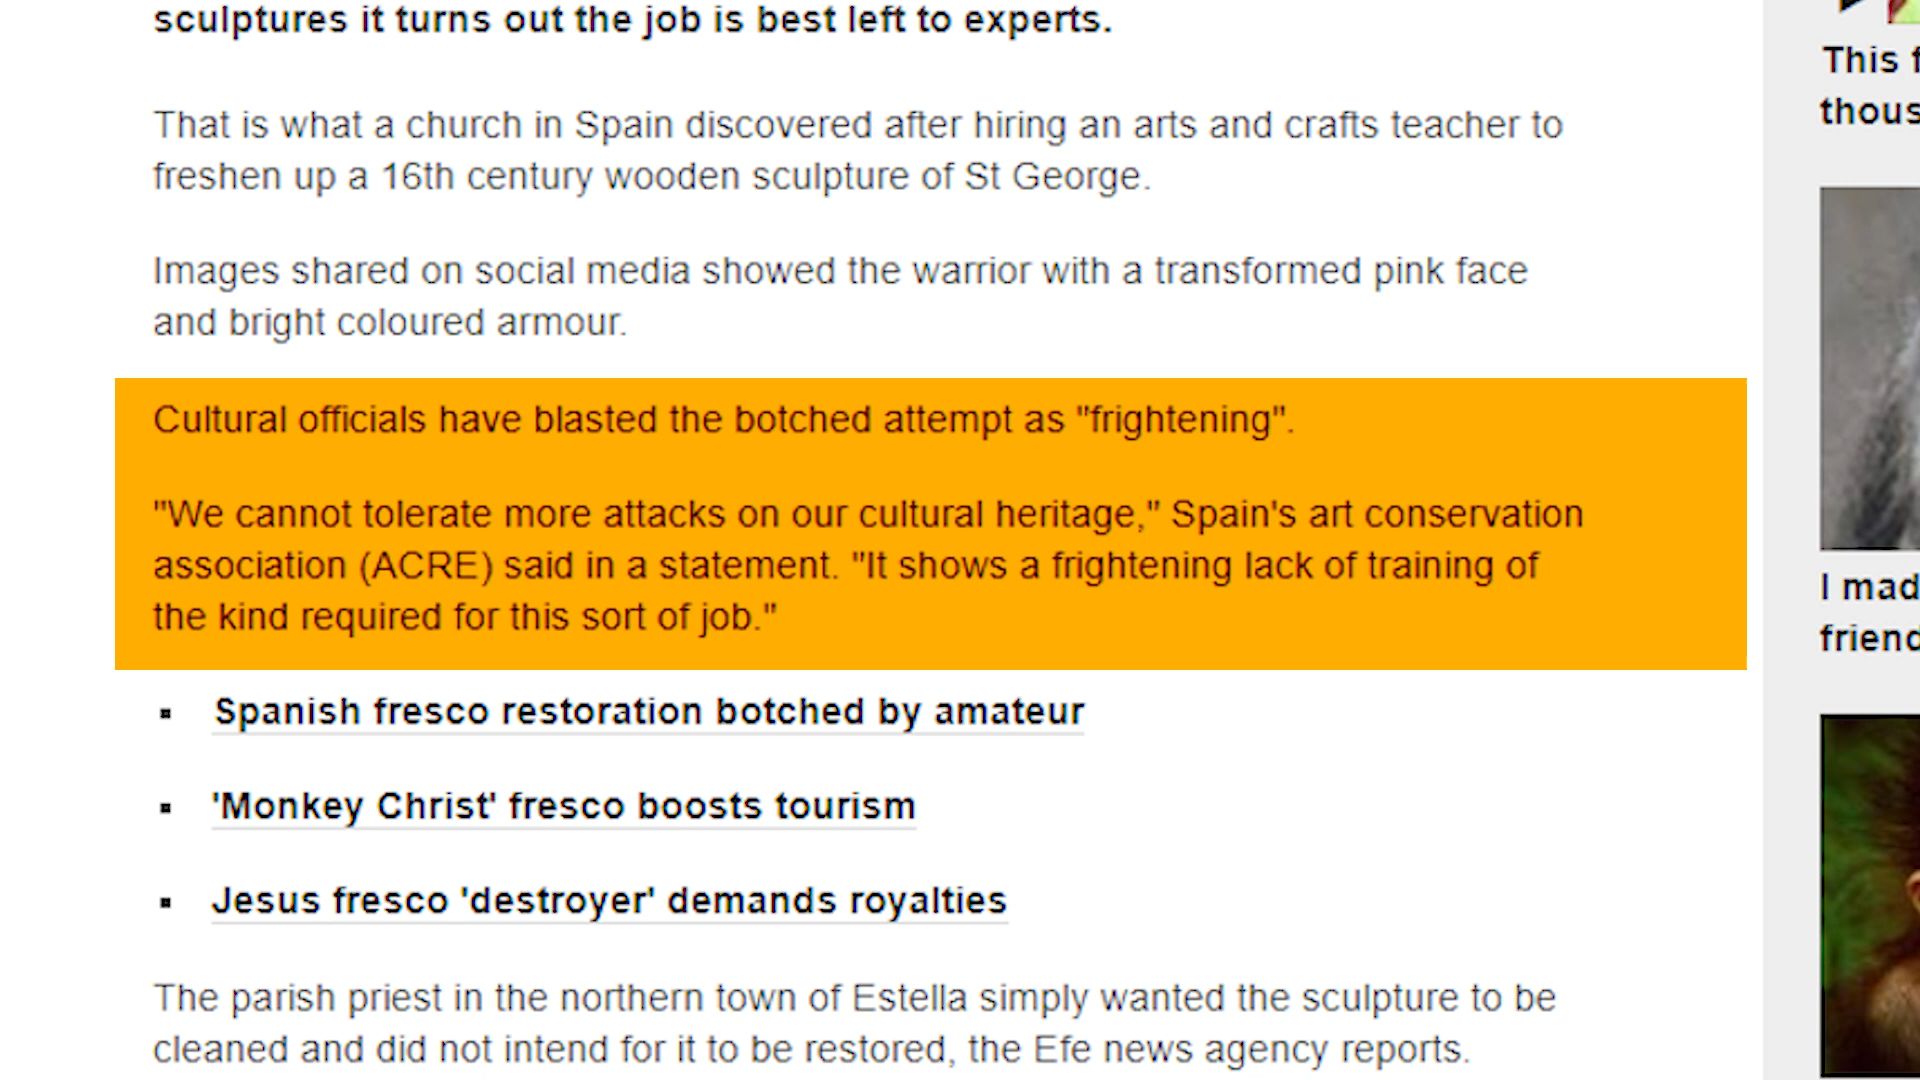 sculptures it turns out the job is best left to experts.
That is what a church in Spain discovered after hiring an arts and crafts teacher to
freshen up a 16th century wooden sculpture of St George.
Images shared on social media showed the warrior with a transformed pink face
and bright coloured armour.
Cultural officials have blasted the botched attempt as "frightening".
"We cannot tolerate more attacks on our cultural heritage," Spain's art conservation
association (ACRE) said in a statement. "It shows a frightening lack of training of
the kind required for this sort of job."
▪ Spanish fresco restoration botched by amateur
▪ 'Monkey Christ' fresco boosts tourism
▪ Jesus fresco 'destroyer' demands royalties
The parish priest in the northern town of Estella simply wanted the sculpture to be
cleaned and did not intend for it to be restored, the Efe news agency reports.
This f
thous
I mad
friend